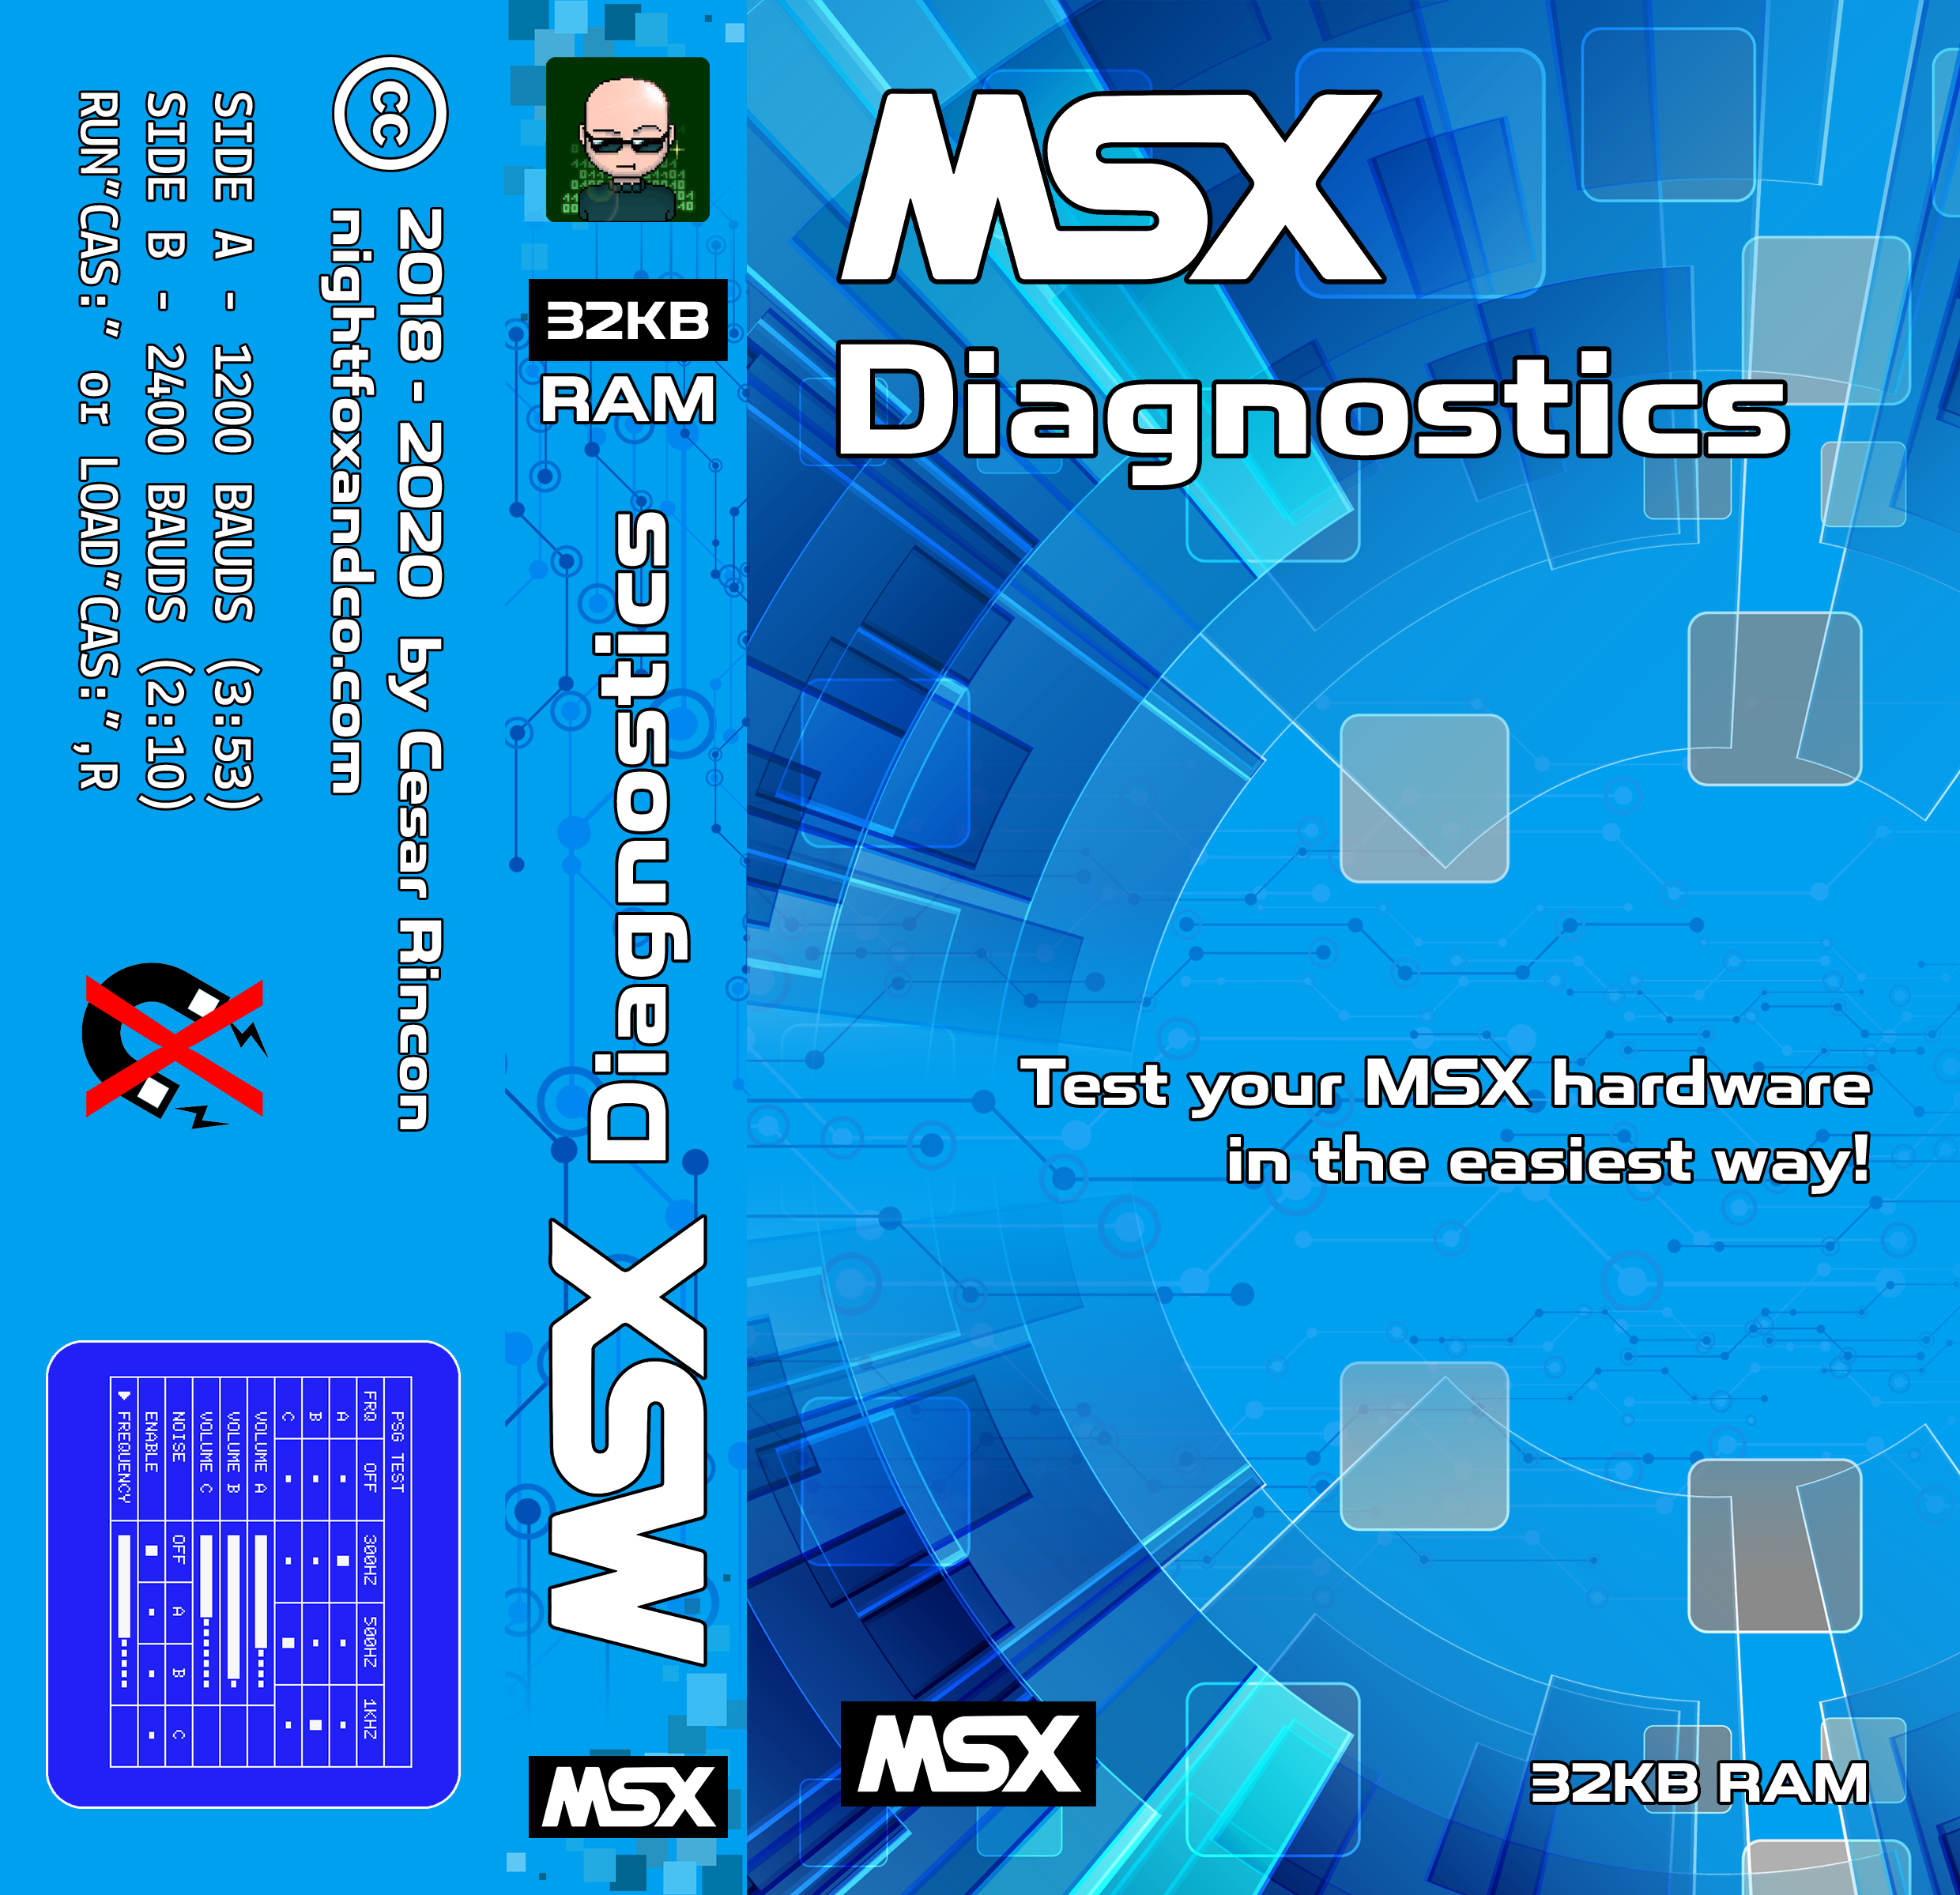 MSX
Diagnostics
Test your MSX hardware
in the easiest way!
MSX
32KB RAM
32KB
RAM
MSX Diagnostics
MSX
cc
2018 - 2020 by Cesar Rincon
nightfoxandco.com
SIDE A - 1200 BAUDS (3:53)
SIDE B - 2400 BAUDS (2:10)
RUN"CAS:" or LOAD"CAS:",R
PSG TEST
FRQ OFF 300HZ 500HZ 1KHZ
A
B
C
VOLUME A
VOLUME B
VOLUME C
NOISE OFF A B C
ENABLE
FREQUENCY